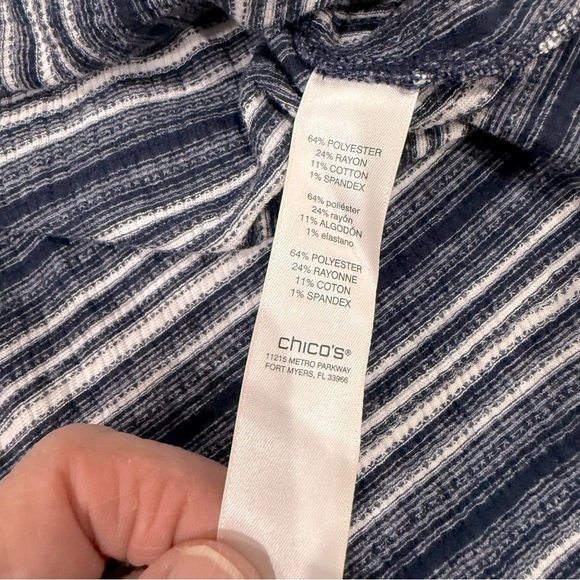 64% POLYESTER
24% RAYON
11% COTTON
1% SPANDEX
64% poliéster
24% rayón
11% ALGODÓN
1% elastano
64% POLYESTER
24% RAYONNE
11% COTON
1% SPANDEX
chico's®
11215 METRO PARKWAY
FORT MYERS, FL 33966